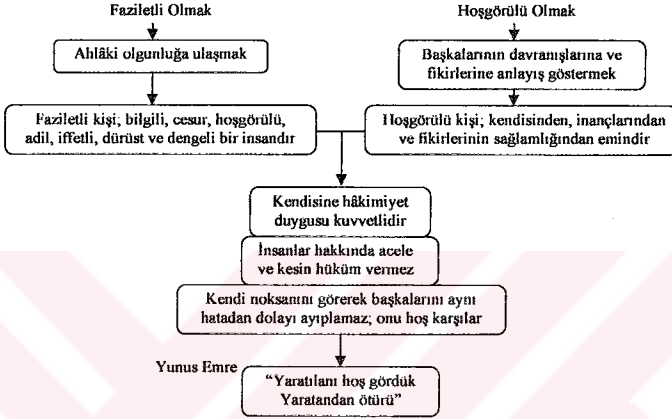 Faziletli Olmak
Ahlâki olgunluğa ulaşmak
Faziletli kişi; bilgili, cesur, hoşgörülü,
adil, iffetli, dürüst ve dengeli bir insandır
Hoşgörülü Olmak
Başkalarının davranışlarına ve
fikirlerine anlayış göstermek
Hoşgörülü kişi; kendisinden, inançlarından
ve fikirlerinin sağlamlığından emindir
Kendisine hâkimiyet
duygusu kuvvetlidir
İnsanlar hakkında acele
ve kesin hüküm vermez
Kendi noksanını görerek başkalarını aynı
hatadan dolayı ayıplamaz; onu hoş karşılar
Yunus Emre
“Yaratılanı hoş gördük
Yaratandan ötürü”